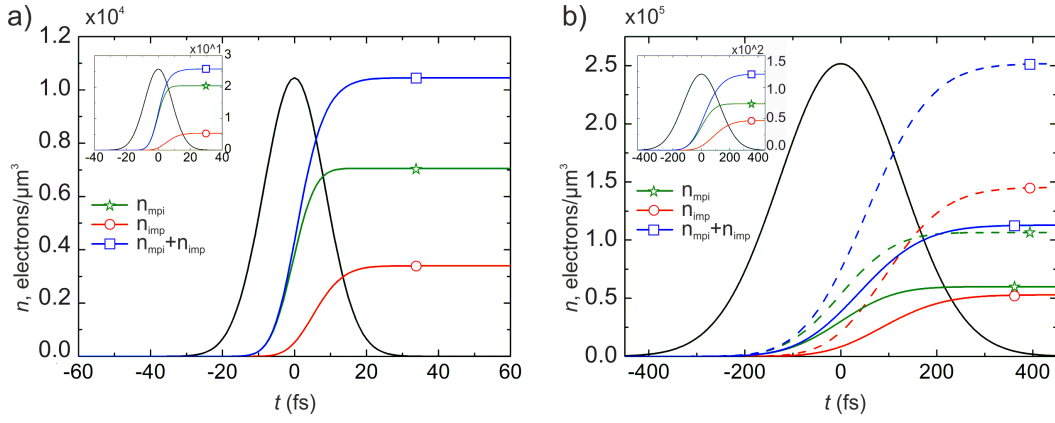 a)
x10⁴
1.2
1.0
0.8
0.6
0.4
0.2
0.0
n, electrons/μm³
-60 -40 -20 0 20 40 60
t (fs)
x10^1
3
2
1
0
-40 -20 0 20 40
n_mpi
n_imp
n_mpi+n_imp
b)
x10⁵
2.5
2.0
1.5
1.0
0.5
0.0
n, electrons/μm³
-400 -200 0 200 400
t (fs)
x10^2
1.5
1.0
0.5
0.0
-400 -200 0 200 400
n_mpi
n_imp
n_mpi+n_imp